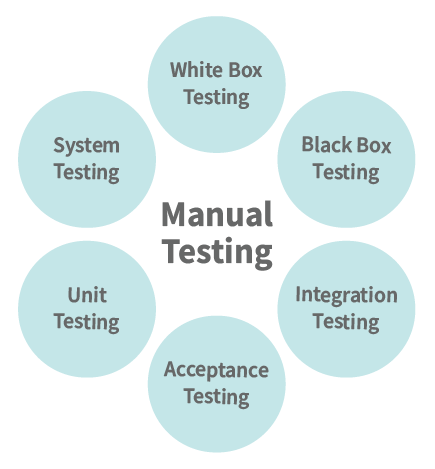 White Box
Testing
System
Testing
Black Box
Testing
Manual
Testing
Unit
Testing
Integration
Testing
Acceptance
Testing